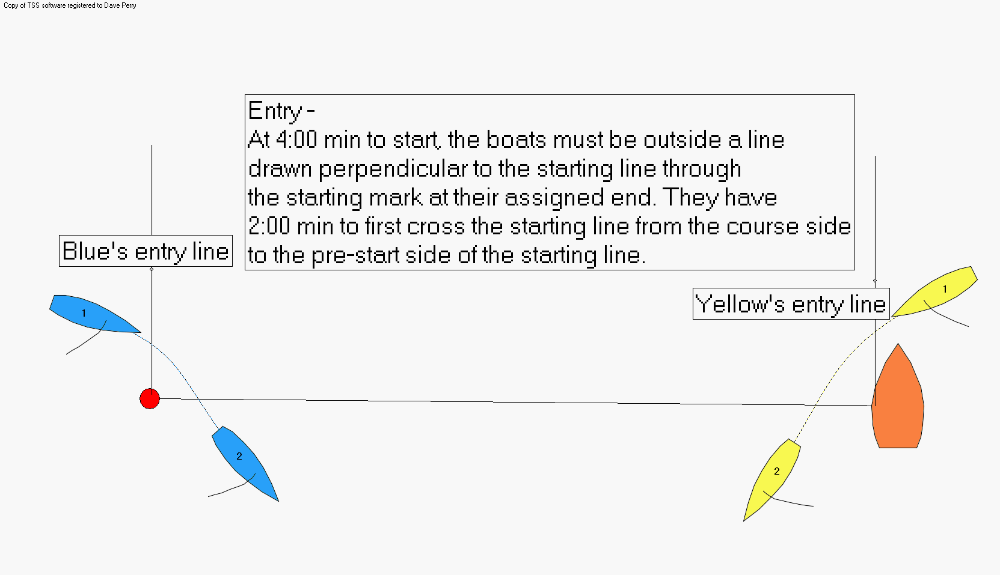 Copy of TSS software registered to Dave Perry
Entry -
At 4:00 min to start, the boats must be outside a line
drawn perpendicular to the starting line through
the starting mark at their assigned end. They have
2:00 min to first cross the starting line from the course side
to the pre-start side of the starting line.
Blue's entry line
Yellow's entry line
1
1
2
2